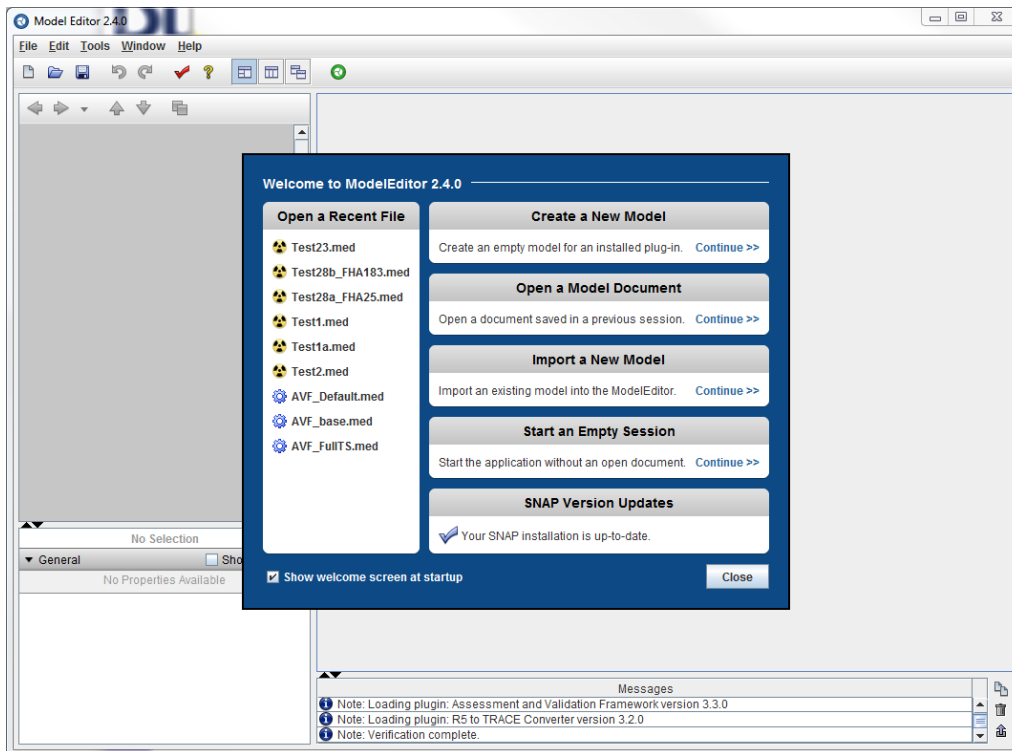 Model Editor 2.4.0
File Edit Tools Window Help
Welcome to ModelEditor 2.4.0
Open a Recent File
Test23.med
Test28b_FHA183.med
Test28a_FHA25.med
Test1.med
Test1a.med
Test2.med
AVF_Default.med
AVF_base.med
AVF_FullTS.med
Create a New Model
Create an empty model for an installed plug-in. Continue >>
Open a Model Document
Open a document saved in a previous session. Continue >>
Import a New Model
Import an existing model into the ModelEditor. Continue >>
Start an Empty Session
Start the application without an open document. Continue >>
SNAP Version Updates
Your SNAP installation is up-to-date.
Show welcome screen at startup
Close
No Selection
General Sho
No Properties Available
Messages
Note: Loading plugin: Assessment and Validation Framework version 3.3.0
Note: Loading plugin: R5 to TRACE Converter version 3.2.0
Note: Verification complete.